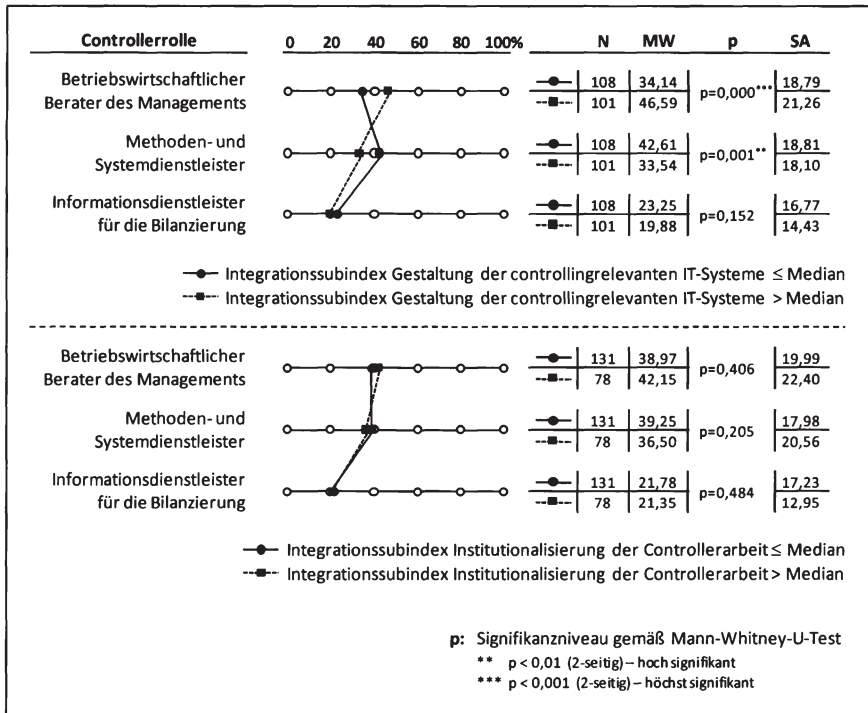 Controllerrolle 0 20 40 60 80 100% N MW p SA
Betriebswirtschaftlicher 108 34,14 18,79
Berater des Managements 101 46,59 p=0,000*** 21,26
Methoden- und 108 42,61 18,81
Systemdienstleister 101 33,54 p=0,001** 18,10
Informationsdienstleister 108 23,25 16,77
für die Bilanzierung 101 19,88 p=0,152 14,43
Integrationssubindex Gestaltung der controllingrelevanten IT-Systeme ≤ Median
Integrationssubindex Gestaltung der controllingrelevanten IT-Systeme > Median
Betriebswirtschaftlicher 131 38,97 19,99
Berater des Managements 78 42,15 p=0,406 22,40
Methoden- und 131 39,25 17,98
Systemdienstleister 78 36,50 p=0,205 20,56
Informationsdienstleister 131 21,78 17,23
für die Bilanzierung 78 21,35 p=0,484 12,95
Integrationssubindex Institutionalisierung der Controllerarbeit ≤ Median
Integrationssubindex Institutionalisierung der Controllerarbeit > Median
p: Signifikanzniveau gemäß Mann-Whitney-U-Test
** p < 0,01 (2-seitig) – hoch signifikant
*** p < 0,001 (2-seitig) – höchst signifikant